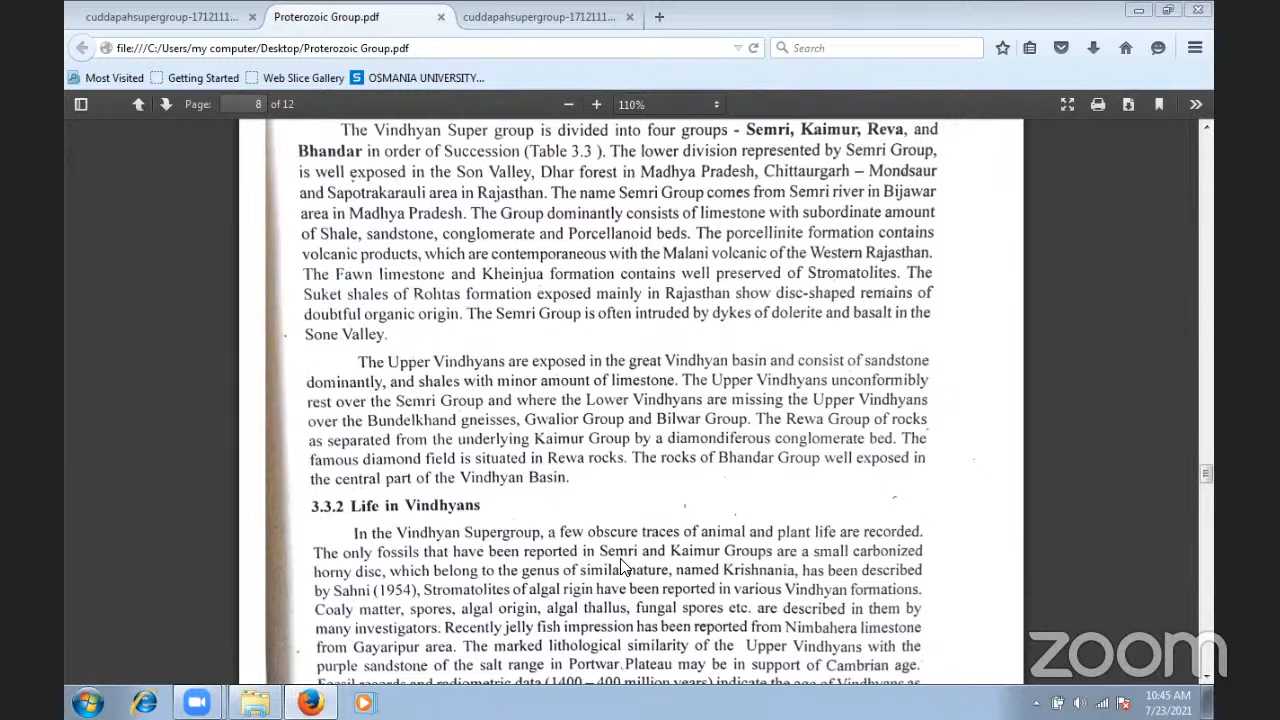 cuddapahsupergroup-1712111...
Proterozoic Group.pdf
cuddapahsupergroup-1712111...
file:///C:/Users/my computer/Desktop/Proterozoic Group.pdf
Search
Most Visited
Getting Started
Web Slice Gallery
OSMANIA UNIVERSITY...
Page: 8 of 12
110%
The Vindhyan Super group is divided into four groups - Semri, Kaimur, Reva, and
Bhandar in order of Succession (Table 3.3 ). The lower division represented by Semri Group,
is well exposed in the Son Valley, Dhar forest in Madhya Pradesh, Chittaurgarh – Mondsaur
and Sapotrakarauli area in Rajasthan. The name Semri Group comes from Semri river in Bijawar
area in Madhya Pradesh. The Group dominantly consists of limestone with subordinate amount
of Shale, sandstone, conglomerate and Porcellanoid beds. The porcellinite formation contains
volcanic products, which are contemporaneous with the Malani volcanic of the Western Rajasthan.
The Fawn limestone and Kheinjua formation contains well preserved of Stromatolites. The
Suket shales of Rohtas formation exposed mainly in Rajasthan show disc-shaped remains of
doubtful organic origin. The Semri Group is often intruded by dykes of dolerite and basalt in the
Sone Valley.
The Upper Vindhyans are exposed in the great Vindhyan basin and consist of sandstone
dominantly, and shales with minor amount of limestone. The Upper Vindhyans unconformibly
rest over the Semri Group and where the Lower Vindhyans are missing the Upper Vindhyans
over the Bundelkhand gneisses, Gwalior Group and Bilwar Group. The Rewa Group of rocks
as separated from the underlying Kaimur Group by a diamondiferous conglomerate bed. The
famous diamond field is situated in Rewa rocks. The rocks of Bhandar Group well exposed in
the central part of the Vindhyan Basin.
3.3.2 Life in Vindhyans
In the Vindhyan Supergroup, a few obscure traces of animal and plant life are recorded.
The only fossils that have been reported in Semri and Kaimur Groups are a small carbonized
horny disc, which belong to the genus of similar nature, named Krishnania, has been described
by Sahni (1954), Stromatolites of algal rigin have been reported in various Vindhyan formations.
Coaly matter, spores, algal origin, algal thallus, fungal spores etc. are described in them by
many investigators. Recently jelly fish impression has been reported from Nimbahera limestone
from Gayaripur area. The marked lithological similarity of the Upper Vindhyans with the
purple sandstone of the salt range in Portwar Plateau may be in support of Cambrian age.
Fossil records and radiometric data (1400 – 400 million years) indicate the age of Vindhyans as
zoom
10:45 AM
7/23/2021